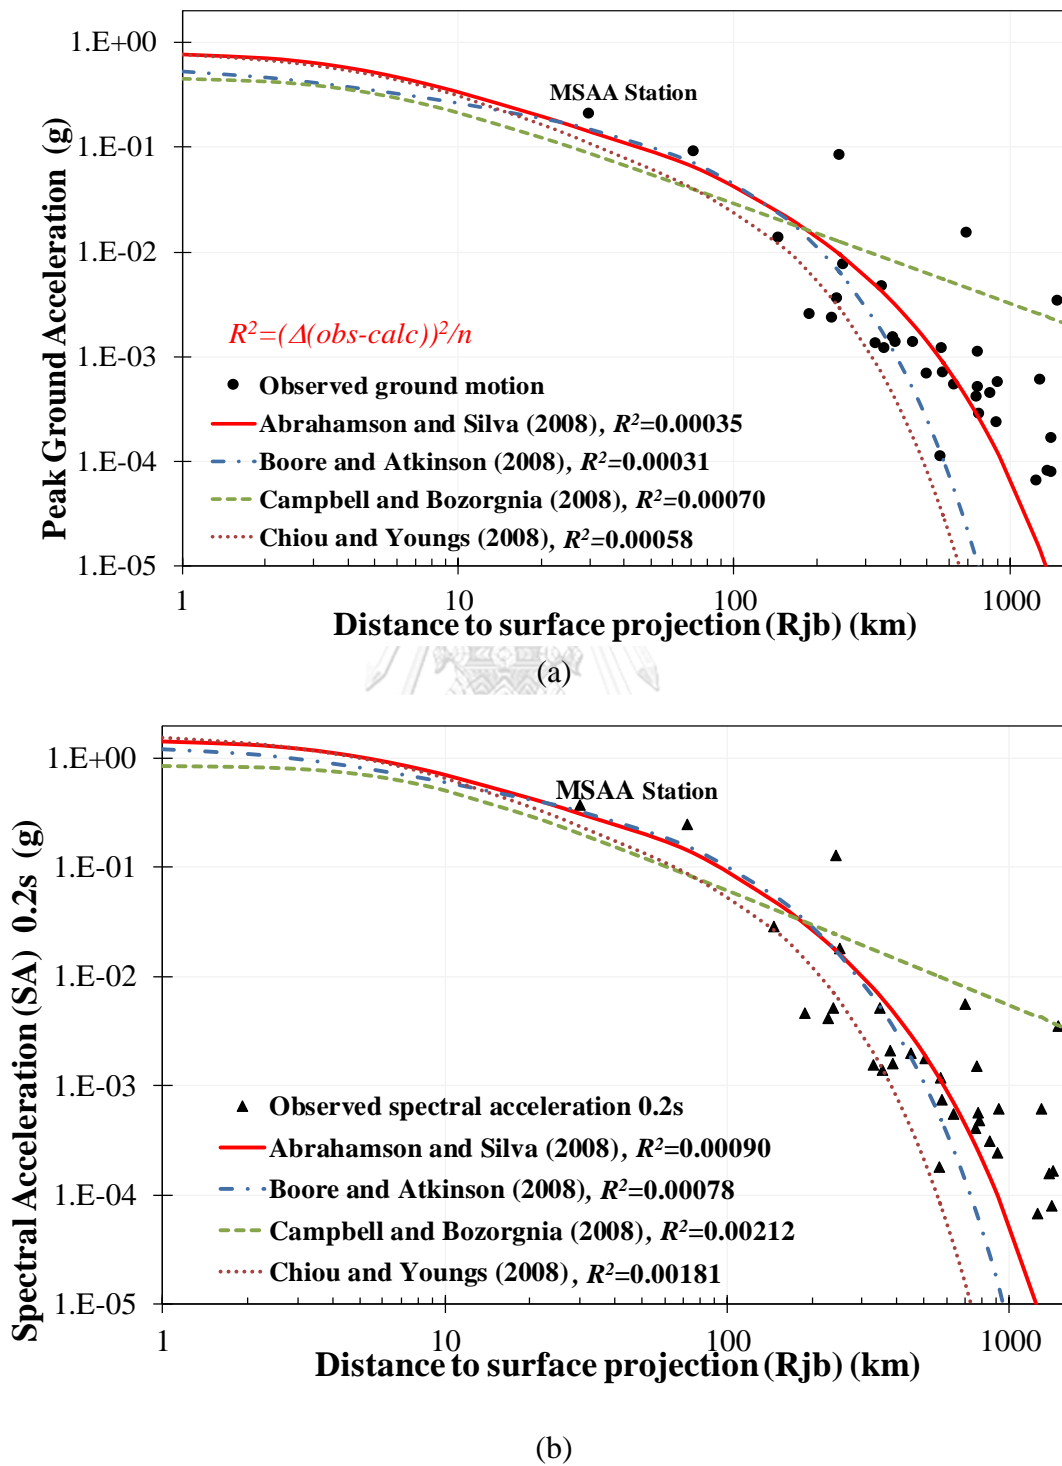 1.E+00
1.E-01
1.E-02
1.E-03
1.E-04
1.E-05
Peak Ground Acceleration (g)
MSAA Station
R²=(Δ(obs-calc))²/n
Observed ground motion
Abrahamson and Silva (2008), R²=0.00035
Boore and Atkinson (2008), R²=0.00031
Campbell and Bozorgnia (2008), R²=0.00070
Chiou and Youngs (2008), R²=0.00058
1 10 100 1000
Distance to surface projection (Rjb) (km)
(a)
1.E+00
1.E-01
1.E-02
1.E-03
1.E-04
1.E-05
Spectral Acceleration (SA) 0.2s (g)
MSAA Station
Observed spectral acceleration 0.2s
Abrahamson and Silva (2008), R²=0.00090
Boore and Atkinson (2008), R²=0.00078
Campbell and Bozorgnia (2008), R²=0.00212
Chiou and Youngs (2008), R²=0.00181
1 10 100 1000
Distance to surface projection (Rjb) (km)
(b)